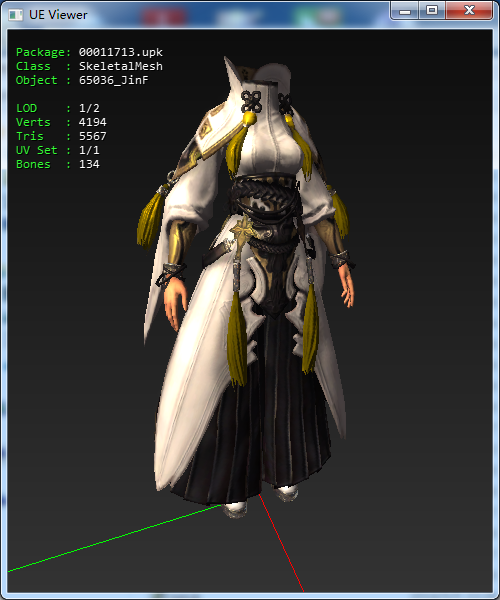 UE Viewer
Package: 00011713.upk
Class  : SkeletalMesh
Object : 65036_JinF
LOD    : 1/2
Verts  : 4194
Tris   : 5567
UV Set : 1/1
Bones  : 134